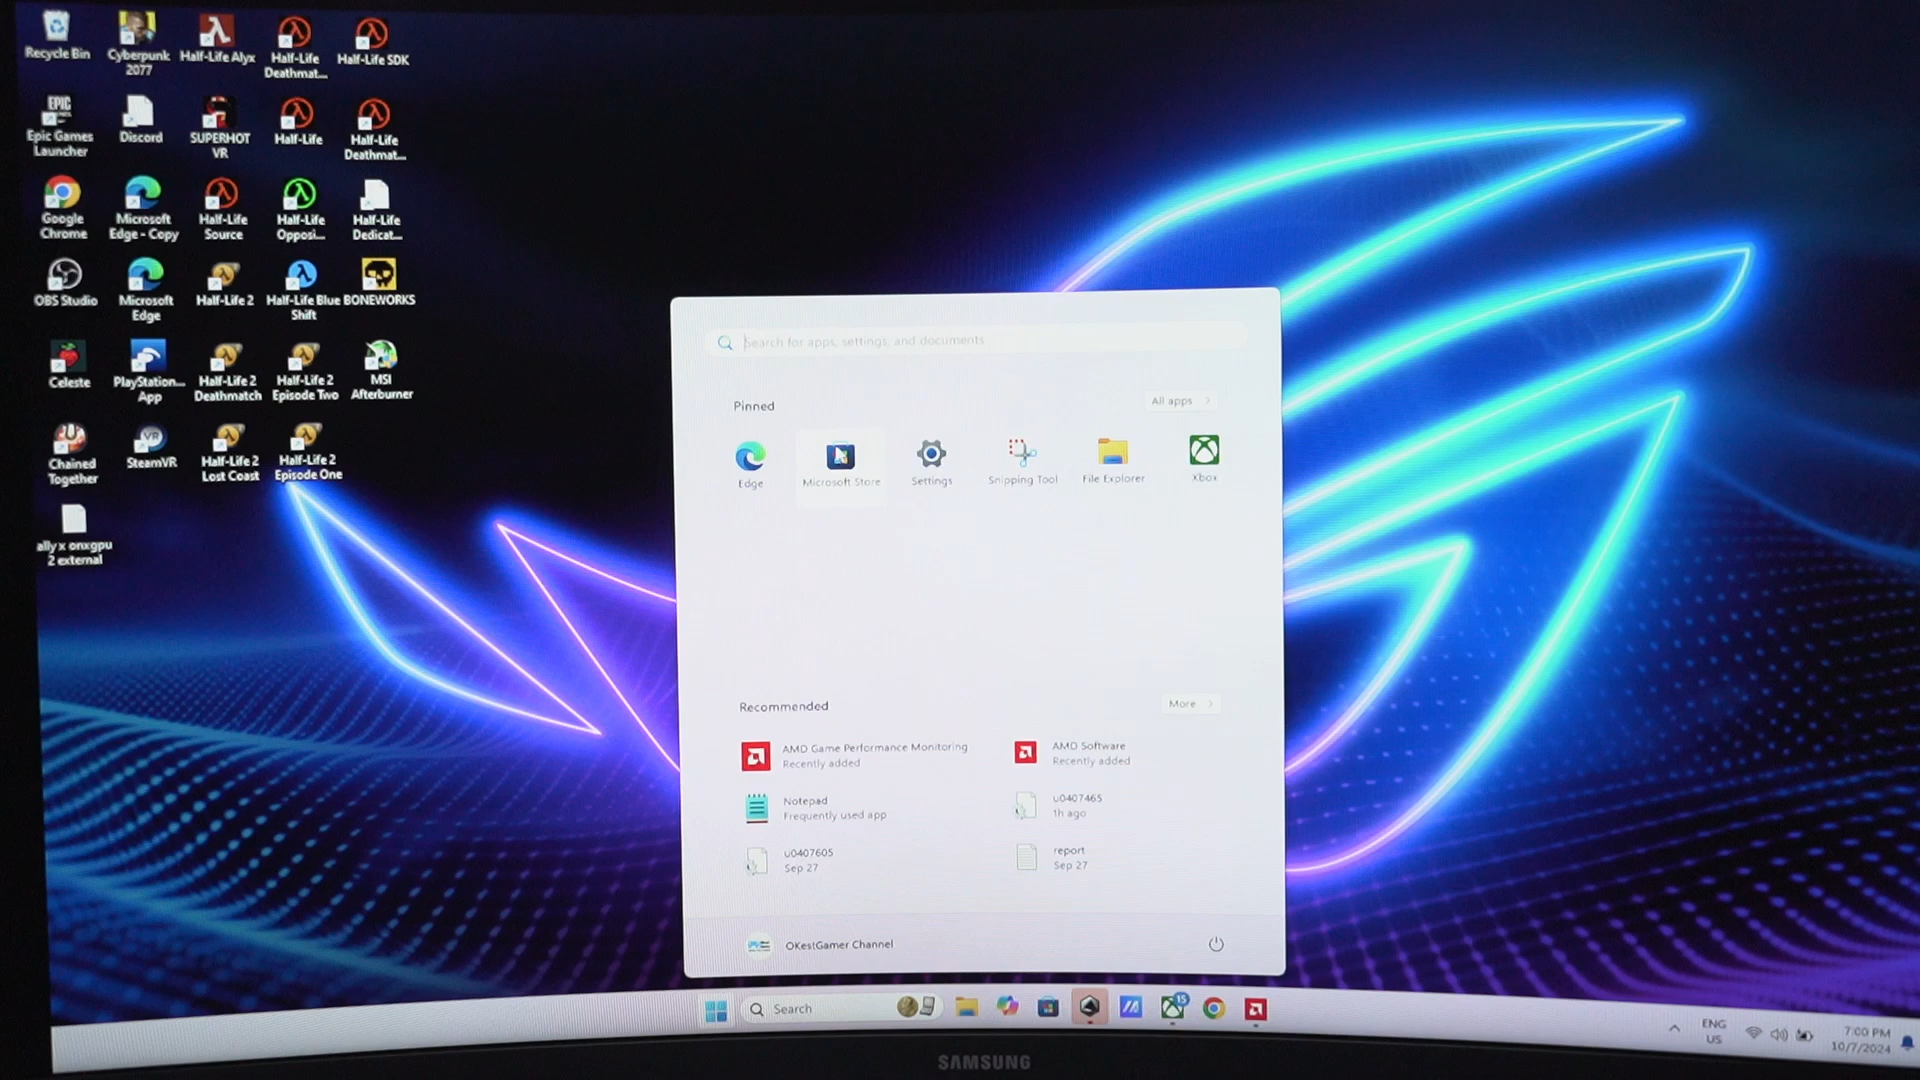 Recycle Bin
Cyberpunk
2077
Half-Life Alyx
Half-Life
Deathmat...
Half-Life SDK
EPIC
Epic Games
Launcher
Discord
SUPERHOT
VR
Half-Life
Half-Life
Deathmat...
Google
Chrome
Microsoft
Edge - Copy
Half-Life
Source
Half-Life
Opposi...
Half-Life
Dedicat...
OBS Studio
Microsoft
Edge
Half-Life 2
Half-Life Blue
Shift
BONEWORKS
Celeste
PlayStation...
App
Half-Life 2
Deathmatch
Half-Life 2
Episode Two
MSI
Afterburner
Chained
Together
VR
SteamVR
Half-Life 2
Lost Coast
Half-Life 2
Episode One
ally x onxgpu
2 external
Search for apps, settings, and documents
Pinned
All apps >
Edge
Microsoft Store
Settings
Snipping Tool
File Explorer
Xbox
Recommended
More >
AMD Game Performance Monitoring
Recently added
AMD Software
Recently added
Notepad
Frequently used app
u0407465
1h ago
u0407605
Sep 27
report
Sep 27
OKestGamer Channel
Search
15
ENG
US
7:00 PM
10/7/2024
SAMSUNG